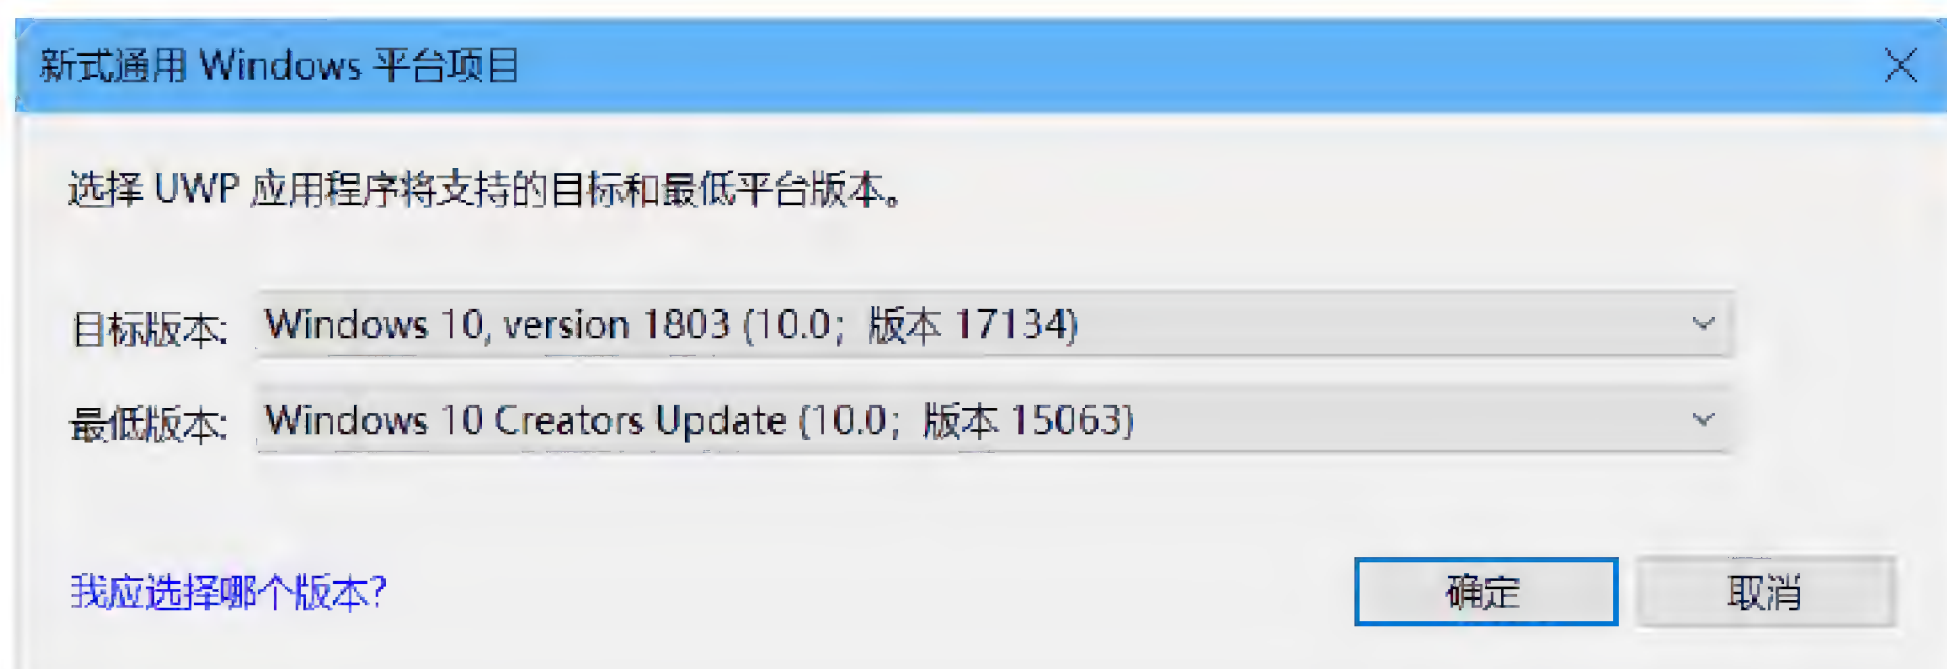 新式通用 Windows 平台项目
选择 UWP 应用程序将支持的目标和最低平台版本。
目标版本: Windows 10, version 1803 (10.0；版本 17134)
最低版本: Windows 10 Creators Update (10.0；版本 15063)
我应选择哪个版本?
确定 取消